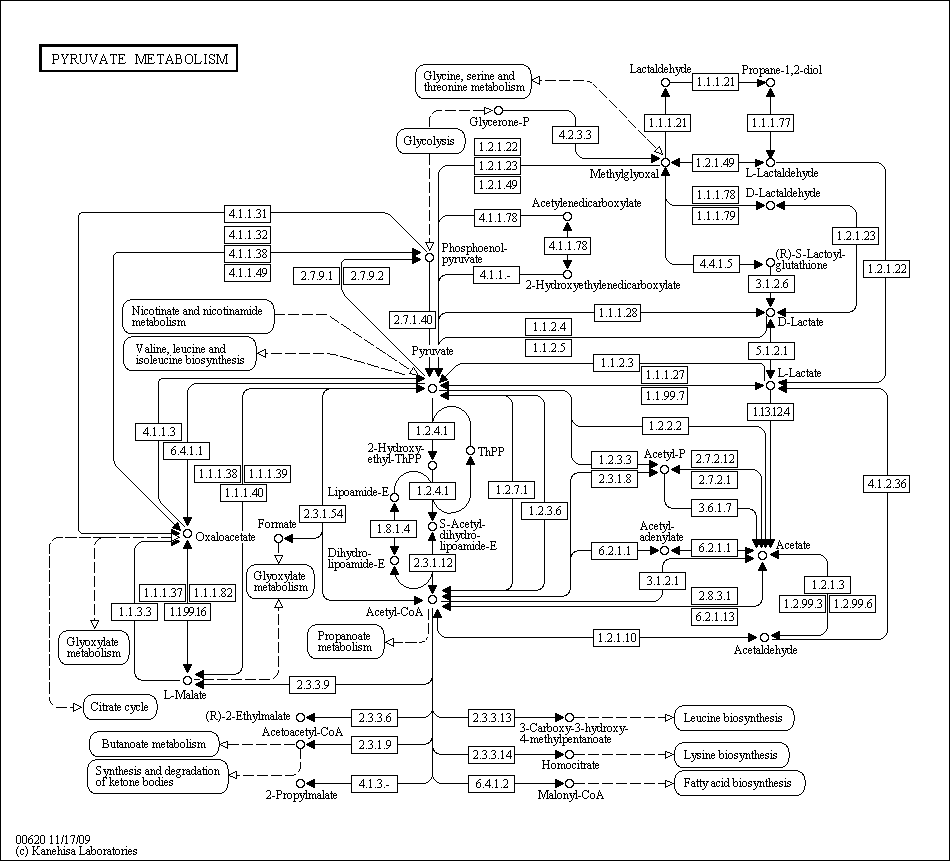 PYRUVATE METABOLISM
Glycine, serine and
threonine metabolism
Lactaldehyde
Propane-1,2-diol
1.1.1.21
Glycerone-P
1.1.1.21
1.1.1.77
Glycolysis
4.2.3.3
1.2.1.22
1.2.1.23
1.2.1.49
1.2.1.49
Methylglyoxal
L-Lactaldehyde
1.1.1.78
D-Lactaldehyde
1.1.1.79
Acetylenedicarboxylate
4.1.1.31
4.1.1.78
1.2.1.23
4.1.1.32
4.1.1.78
4.1.1.38
Phosphoenol-
pyruvate
(R)-S-Lactoyl-
glutathione
4.4.1.5
1.2.1.22
4.1.1.49
2.7.9.1
2.7.9.2
4.1.1.-
2-Hydroxyethylenedicarboxylate
3.1.2.6
Nicotinate and nicotinamide
metabolism
2.7.1.40
1.1.1.28
D-Lactate
1.1.2.4
1.1.2.5
Valine, leucine and
isoleucine biosynthesis
Pyruvate
5.1.2.1
1.1.2.3
1.1.1.27
L-Lactate
1.1.99.7
1.13.12.4
4.1.1.3
6.4.1.1
1.2.4.1
1.2.2.2
2-Hydroxy-
ethyl-ThPP
ThPP
Acetyl-P
1.2.3.3
2.7.2.12
1.1.1.38
1.1.1.39
2.3.1.8
2.7.2.1
1.1.1.40
Lipoamide-E
1.2.4.1
1.2.7.1
4.1.2.36
1.2.3.6
2.3.1.54
3.6.1.7
Formate
1.8.1.4
S-Acetyl-
dihydro-
lipoamide-E
Acetyl-
adenylate
Oxaloacetate
Acetate
Dihydro-
lipoamide-E
2.3.1.12
6.2.1.1
6.2.1.1
Glyoxylate
metabolism
3.1.2.1
1.2.1.3
1.1.1.37
1.1.1.82
2.8.3.1
1.2.99.3
1.2.99.6
1.1.3.3
1.1.99.16
Acetyl-CoA
6.2.1.13
Glyoxylate
metabolism
Propanoate
metabolism
1.2.1.10
Acetaldehyde
2.3.3.9
L-Malate
Citrate cycle
(R)-2-Ethylmalate
2.3.3.6
2.3.3.13
3-Carboxy-3-hydroxy-
4-methylpentanoate
Leucine biosynthesis
Acetoacetyl-CoA
Butanoate metabolism
2.3.1.9
2.3.3.14
Homocitrate
Lysine biosynthesis
Synthesis and degradation
of ketone bodies
4.1.3.-
2-Propylmalate
6.4.1.2
Malonyl-CoA
Fatty acid biosynthesis
00620 11/17/09
(c) Kanehisa Laboratories